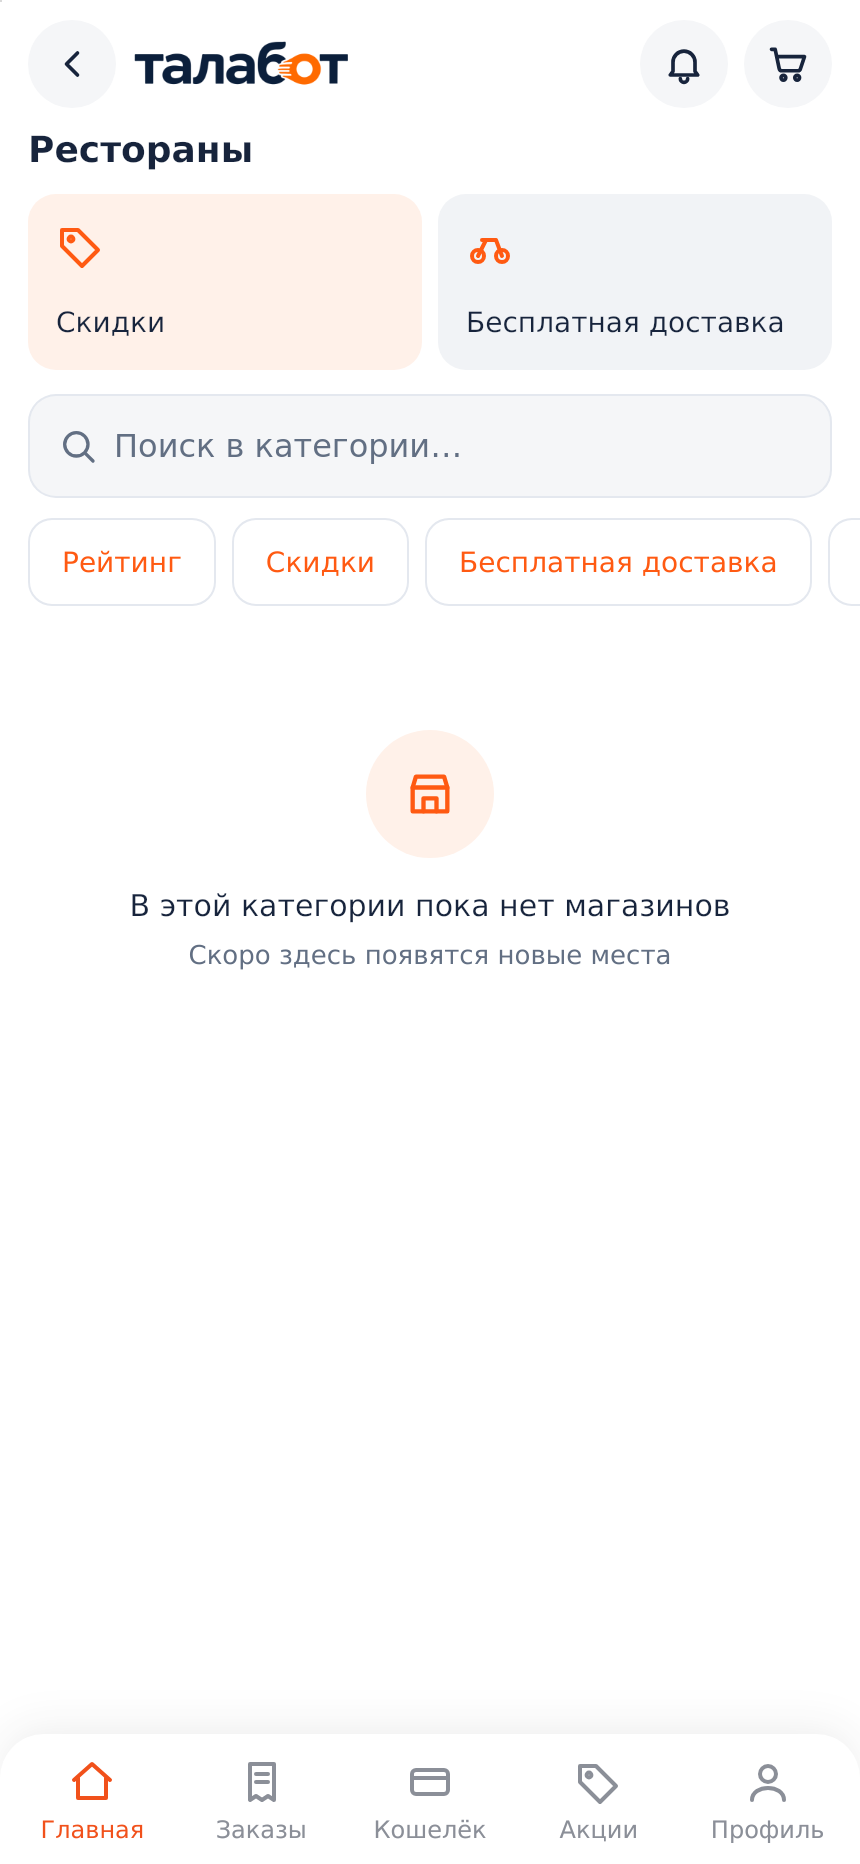 талабот
Рестораны
Скидки
Бесплатная доставка
Поиск в категории...
Рейтинг
Скидки
Бесплатная доставка
В этой категории пока нет магазинов
Скоро здесь появятся новые места
Главная
Заказы
Кошелёк
Акции
Профиль